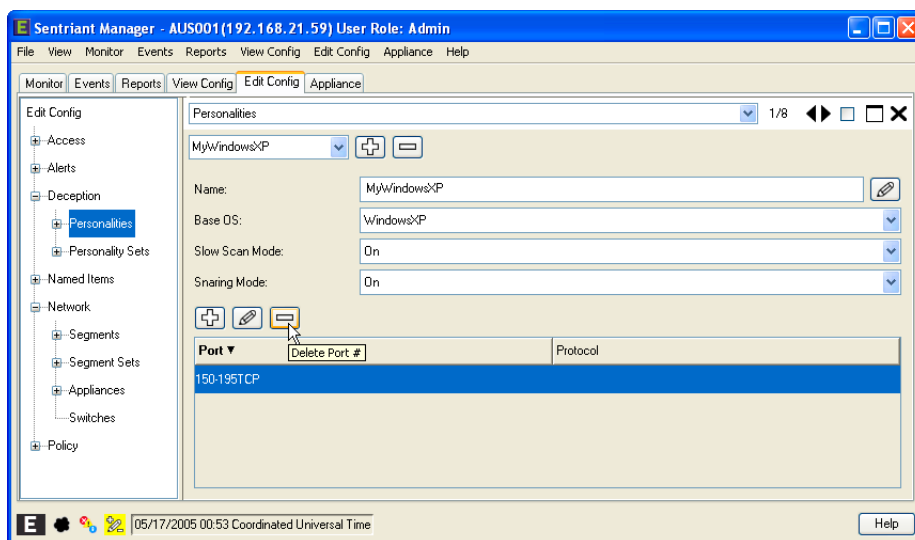 E Sentriant Manager - AUS001(192.168.21.59) User Role: Admin
File View Monitor Events Reports View Config Edit Config Appliance Help
Monitor Events Reports View Config Edit Config Appliance
Edit Config
Access
Alerts
Deception
Personalities
Personality Sets
Named Items
Network
Segments
Segment Sets
Appliances
Switches
Policy
Personalities 1/8
MyWindowsXP
Name: MyWindowsXP
Base OS: WindowsXP
Slow Scan Mode: On
Snaring Mode: On
Delete Port #
Port Protocol
150-195TCP
E 05/17/2005 00:53 Coordinated Universal Time Help